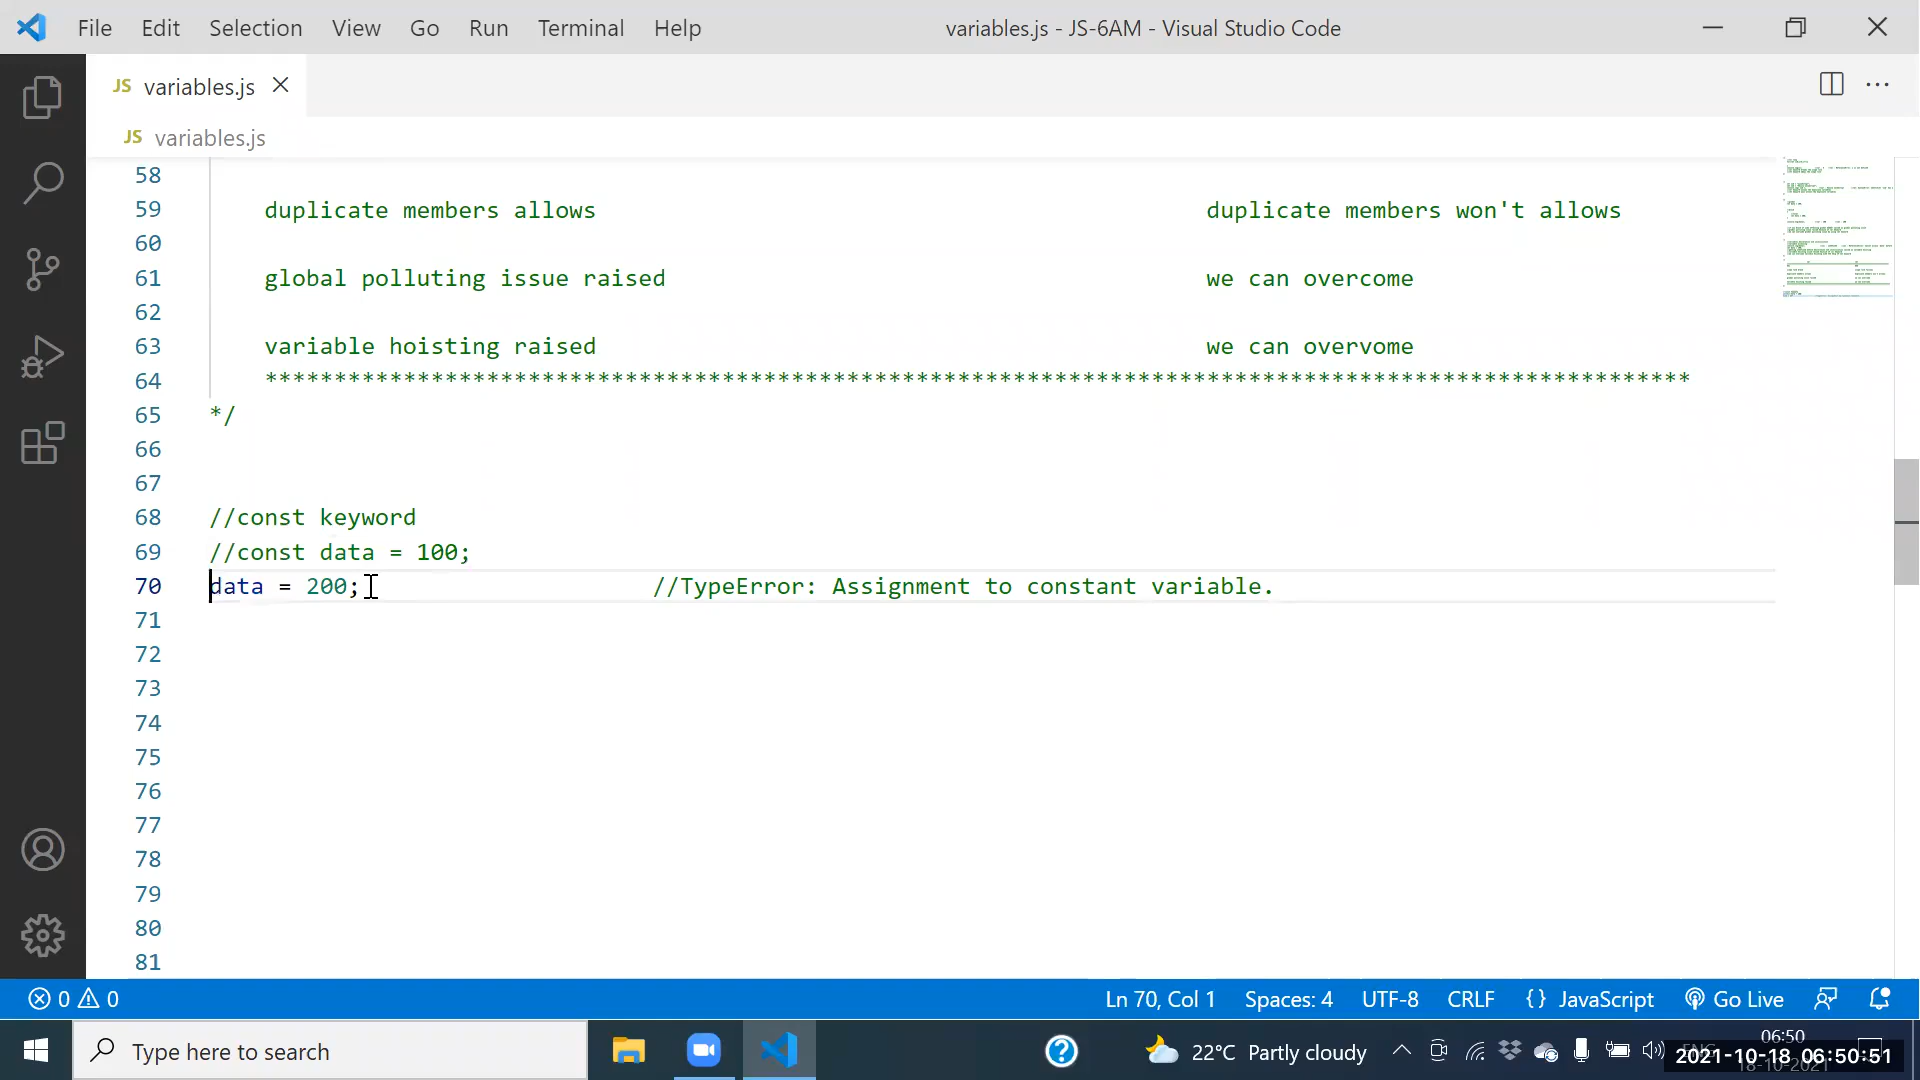 File Edit Selection View Go Run Terminal Help variables.js - JS-6AM - Visual Studio Code
JS variables.js
JS variables.js
58
59 duplicate members allows duplicate members won't allows
60
61 global polluting issue raised we can overcome
62
63 variable hoisting raised we can overvome
64 *******************************************************************************************************
65 */
66
67
68 //const keyword
69 //const data = 100;
70 data = 200; //TypeError: Assignment to constant variable.
71
72
73
74
75
76
77
78
79
80
81
0 0 Ln 70, Col 1 Spaces: 4 UTF-8 CRLF {} JavaScript Go Live
Type here to search 22°C Partly cloudy ENG 06:50
2021-10-18 06:50:51
18-10-2021